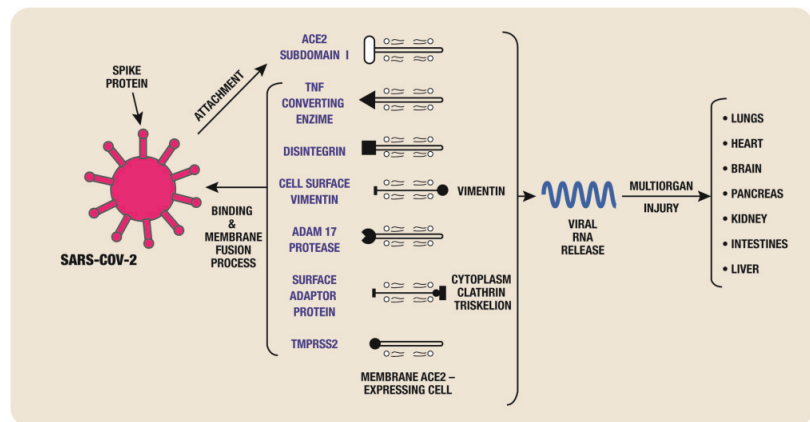 SPIKE
PROTEIN
ATTACHMENT
SARS-COV-2
BINDING
&
MEMBRANE
FUSION
PROCESS
ACE2
SUBDOMAIN I
TNF
CONVERTING
ENZIME
DISINTEGRIN
CELL SURFACE
VIMENTIN
VIMENTIN
ADAM 17
PROTEASE
SURFACE
ADAPTOR
PROTEIN
CYTOPLASM
CLATHRIN
TRISKELION
TMPRSS2
MEMBRANE ACE2 –
EXPRESSING CELL
VIRAL
RNA
RELEASE
MULTIORGAN
INJURY
• LUNGS
• HEART
• BRAIN
• PANCREAS
• KIDNEY
• INTESTINES
• LIVER